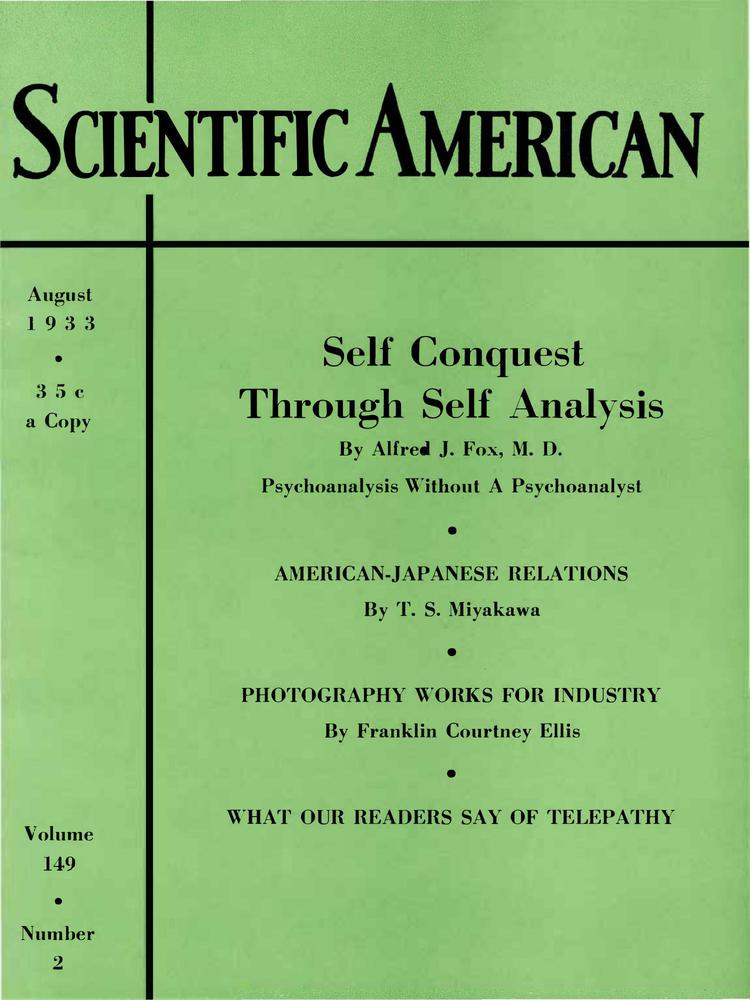 SCIENTIFIC AMERICAN
August
1933
•
35c
a Copy
Self Conquest
Through Self Analysis
By Alfred J. Fox, M. D.
Psychoanalysis Without A Psychoanalyst
•
AMERICAN-JAPANESE RELATIONS
By T. S. Miyakawa
•
PHOTOGRAPHY WORKS FOR INDUSTRY
By Franklin Courtney Ellis
•
WHAT OUR READERS SAY OF TELEPATHY
Volume
149
•
Number
2